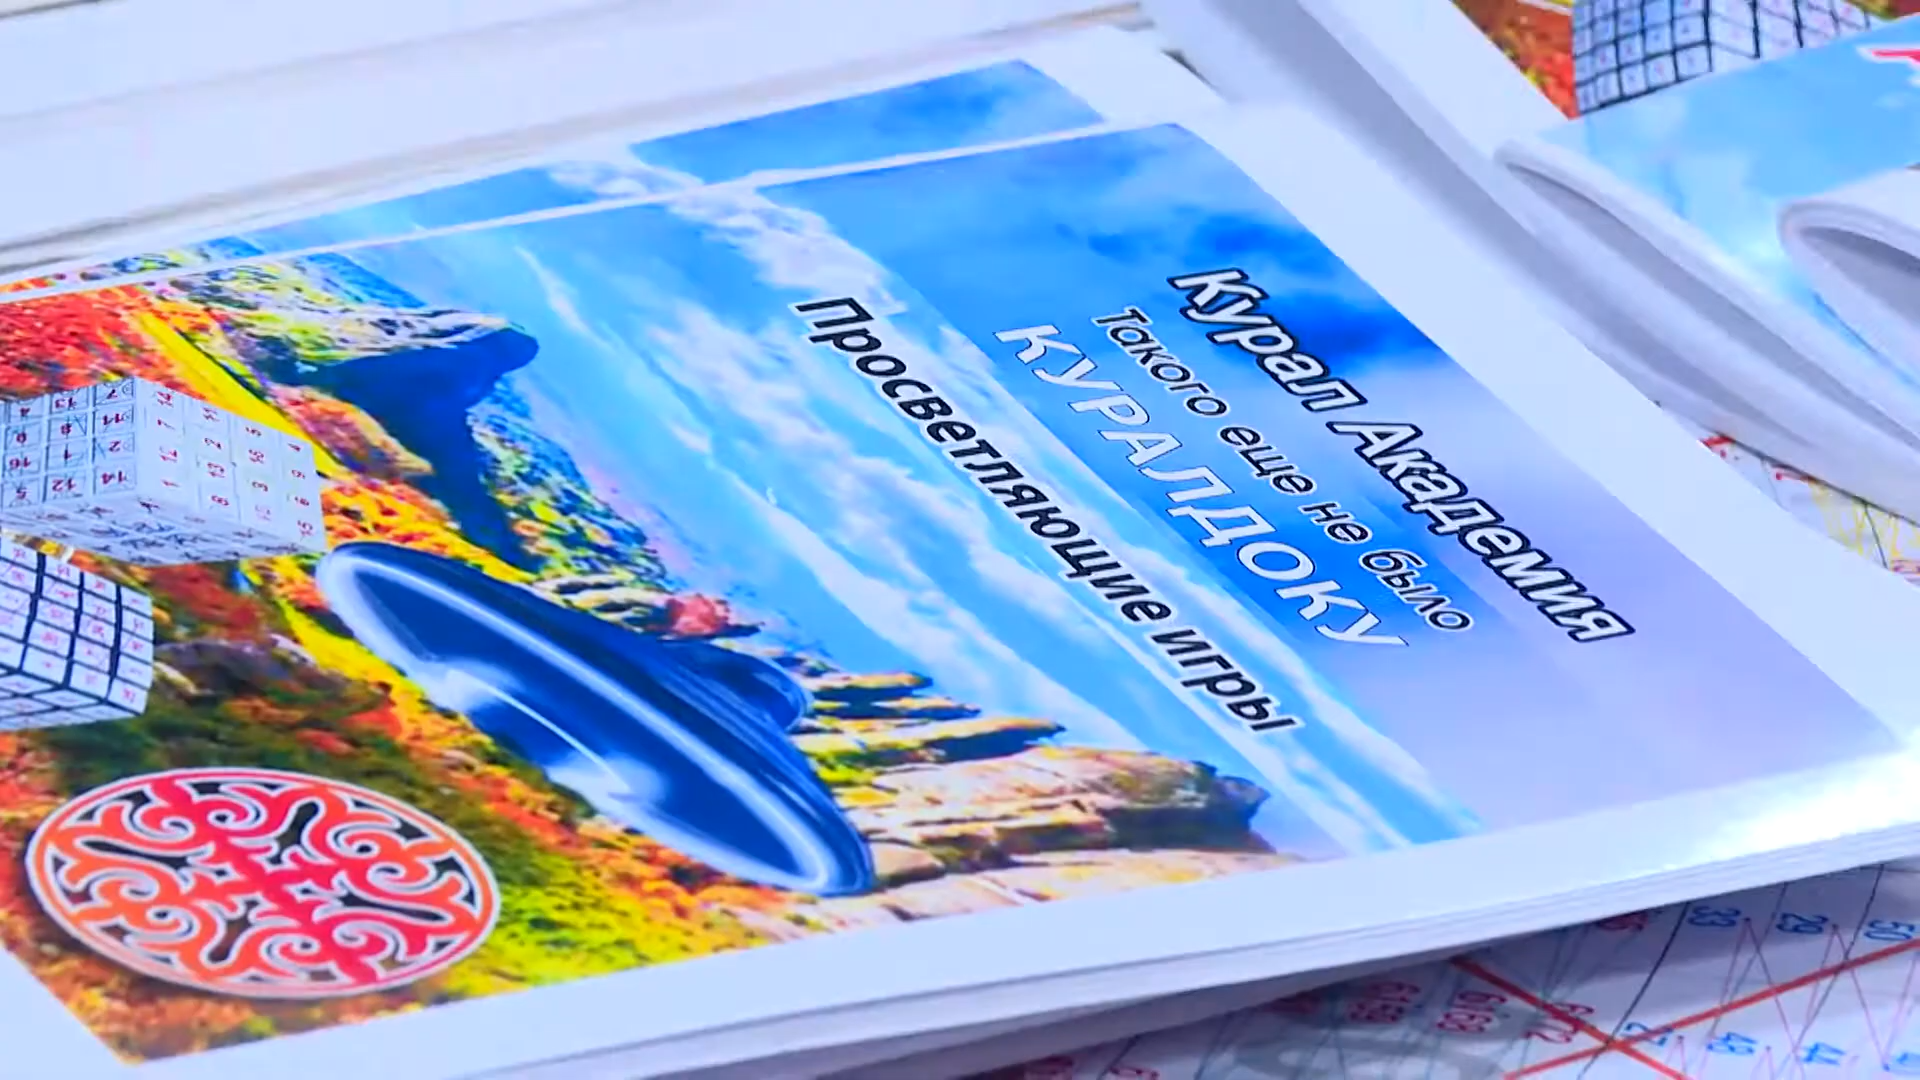 Курал Академия
Такого еще не было
КУРАЛДОКУ
Просветляющие игры